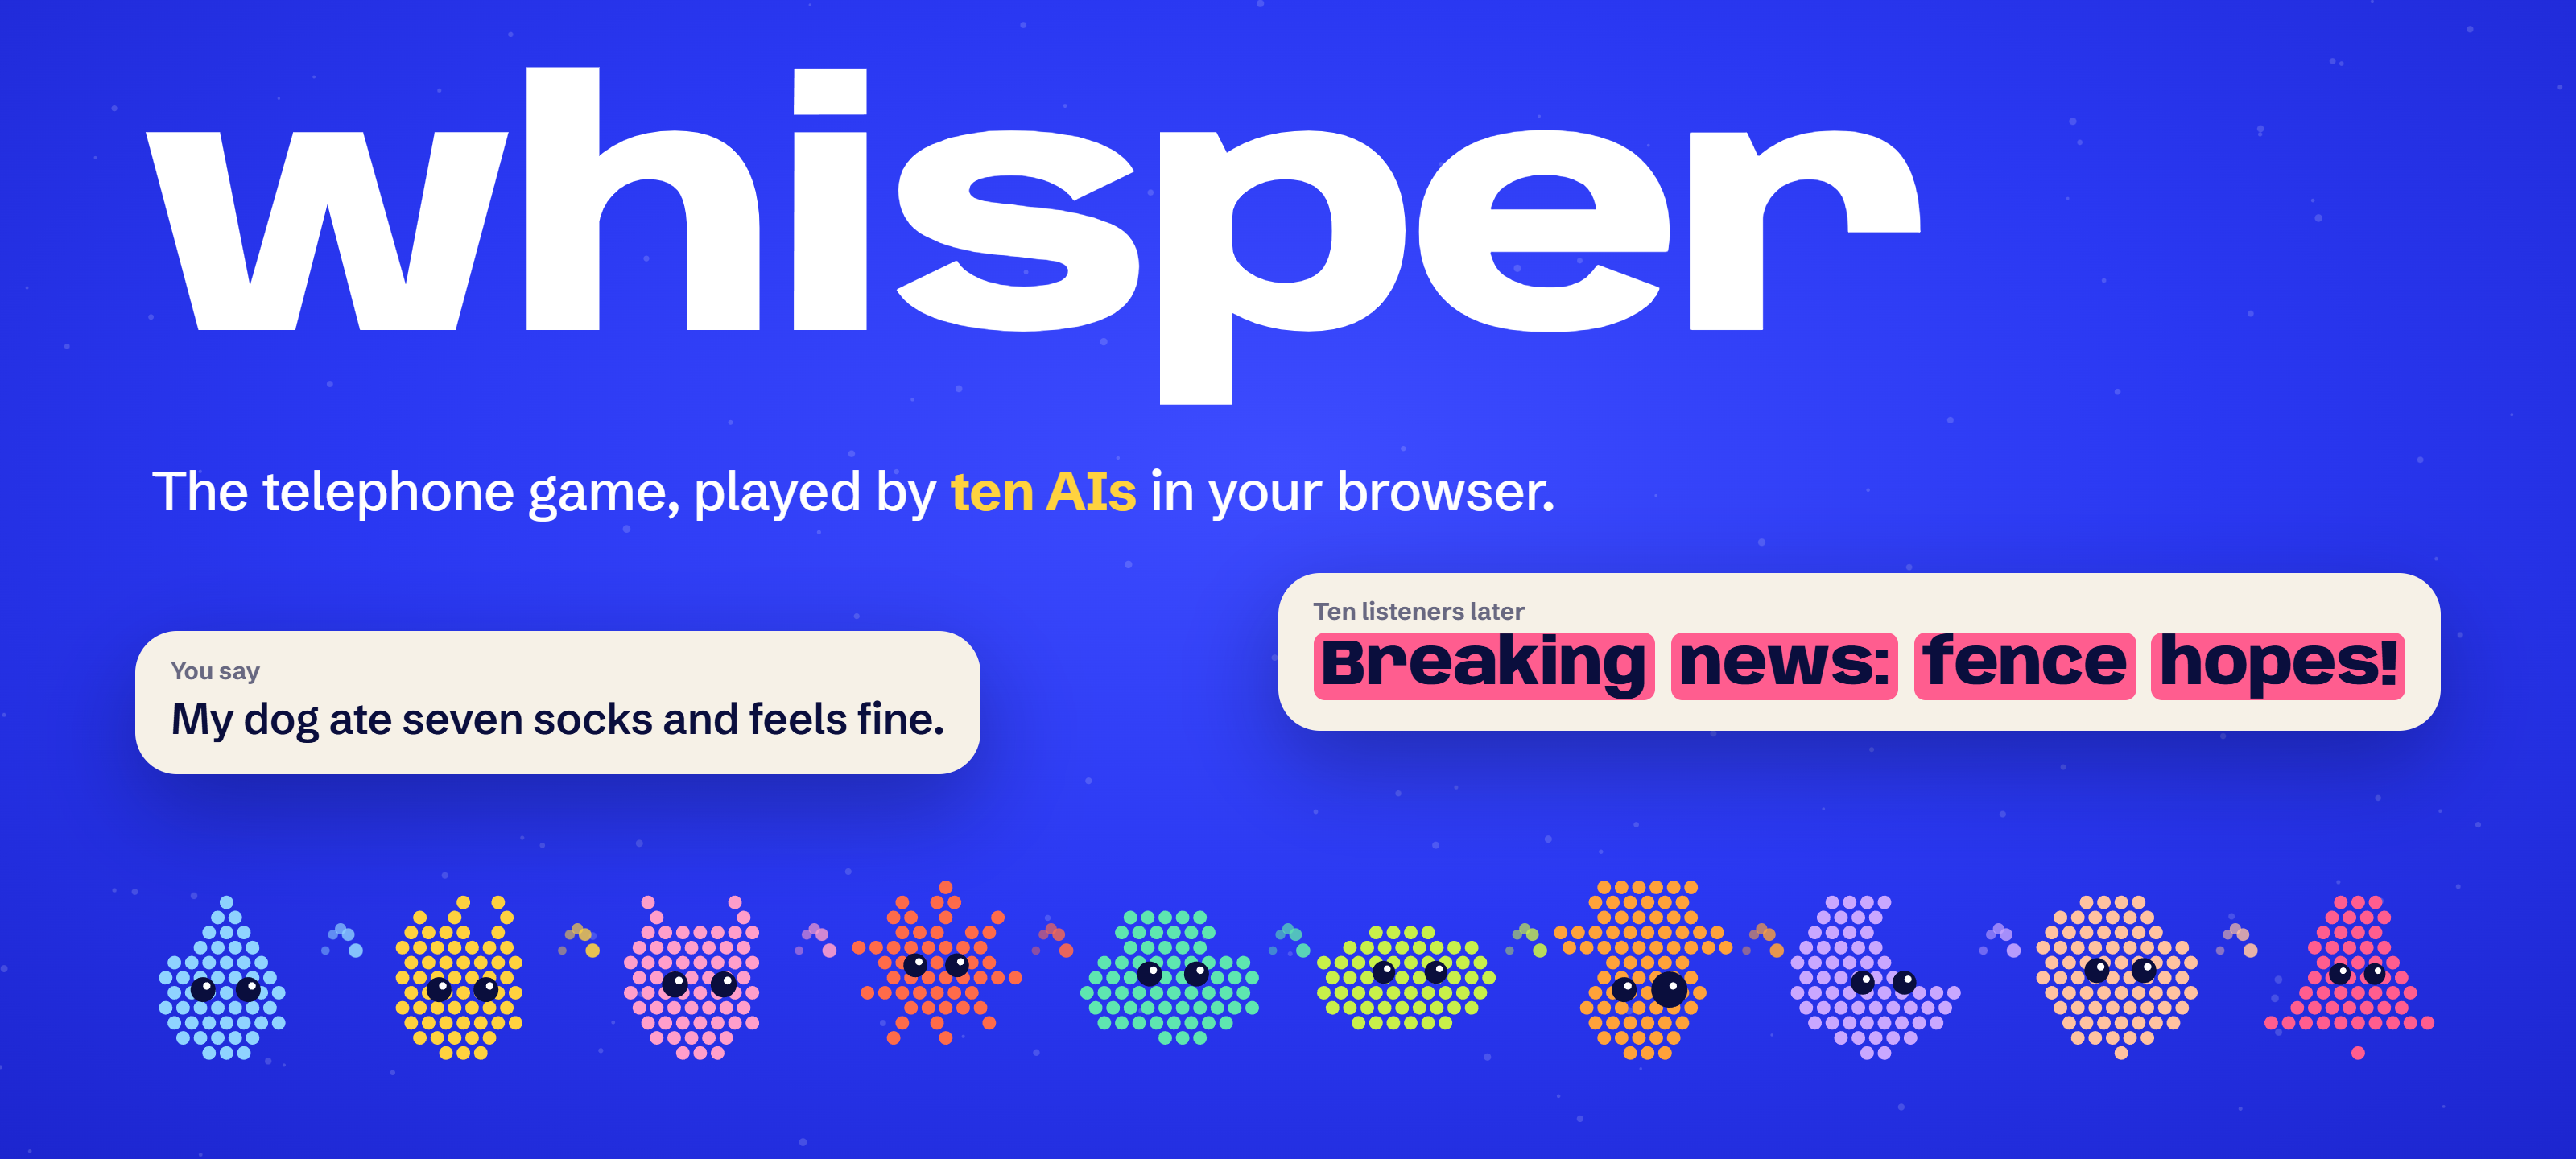 whisper
The telephone game, played by ten AIs in your browser.
You say
My dog ate seven socks and feels fine.
Ten listeners later
Breaking news: fence hopes!